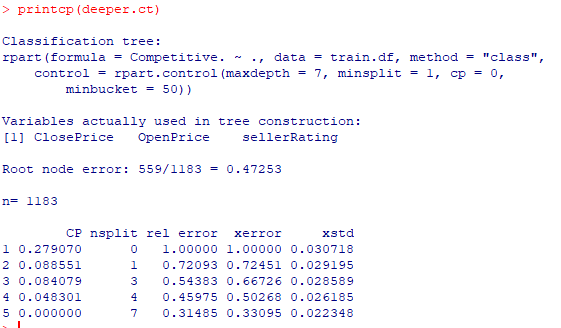 > printcp(deeper.ct)
Classification tree:
rpart(formula = Competitive. ~ ., data = train.df, method = "class",
    control = rpart.control(maxdepth = 7, minsplit = 1, cp = 0,
        minbucket = 50))
Variables actually used in tree construction:
[1] ClosePrice   OpenPrice    sellerRating
Root node error: 559/1183 = 0.47253
n= 1183
        CP nsplit rel error  xerror     xstd
1 0.279070      0   1.00000 1.00000 0.030718
2 0.088551      1   0.72093 0.72451 0.029195
3 0.084079      3   0.54383 0.66726 0.028589
4 0.048301      4   0.45975 0.50268 0.026185
5 0.000000      7   0.31485 0.33095 0.022348
>